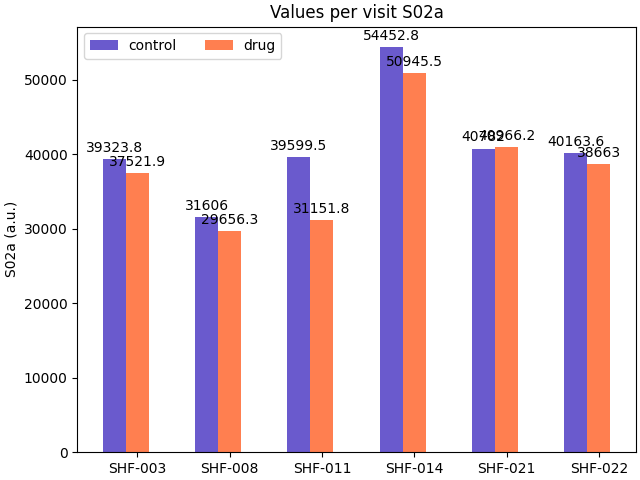 Values per visit S02a
control
drug
S02a (a.u.)
50000
40000
30000
20000
10000
0
39323.8
37521.9
31606
29656.3
39599.5
31151.8
54452.8
50945.5
40966.2
40163.6
38663
SHF-003
SHF-008
SHF-011
SHF-014
SHF-021
SHF-022